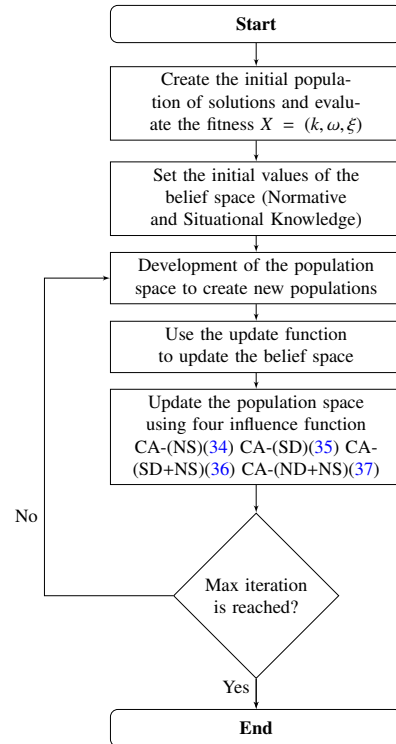 Start
Create the initial popula-
tion of solutions and evalu-
ate the fitness X = (k, ω, ξ)
Set the initial values of the
belief space (Normative
and Situational Knowledge)
Development of the population
space to create new populations
Use the update function
to update the belief space
Update the population space
using four influence function
CA-(NS)(34) CA-(SD)(35) CA-
(SD+NS)(36) CA-(ND+NS)(37)
No
Max iteration
is reached?
Yes
End